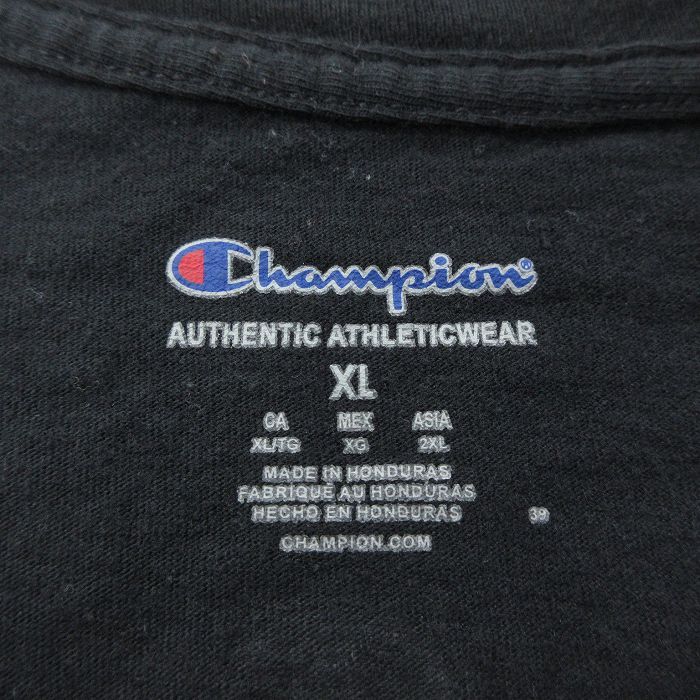 Champion®
AUTHENTIC ATHLETICWEAR
XL
CA MEX ASIA
XL/TG XG 2XL
MADE IN HONDURAS
FABRIQUÉ AU HONDURAS
HECHO EN HONDURAS
39
CHAMPION.COM